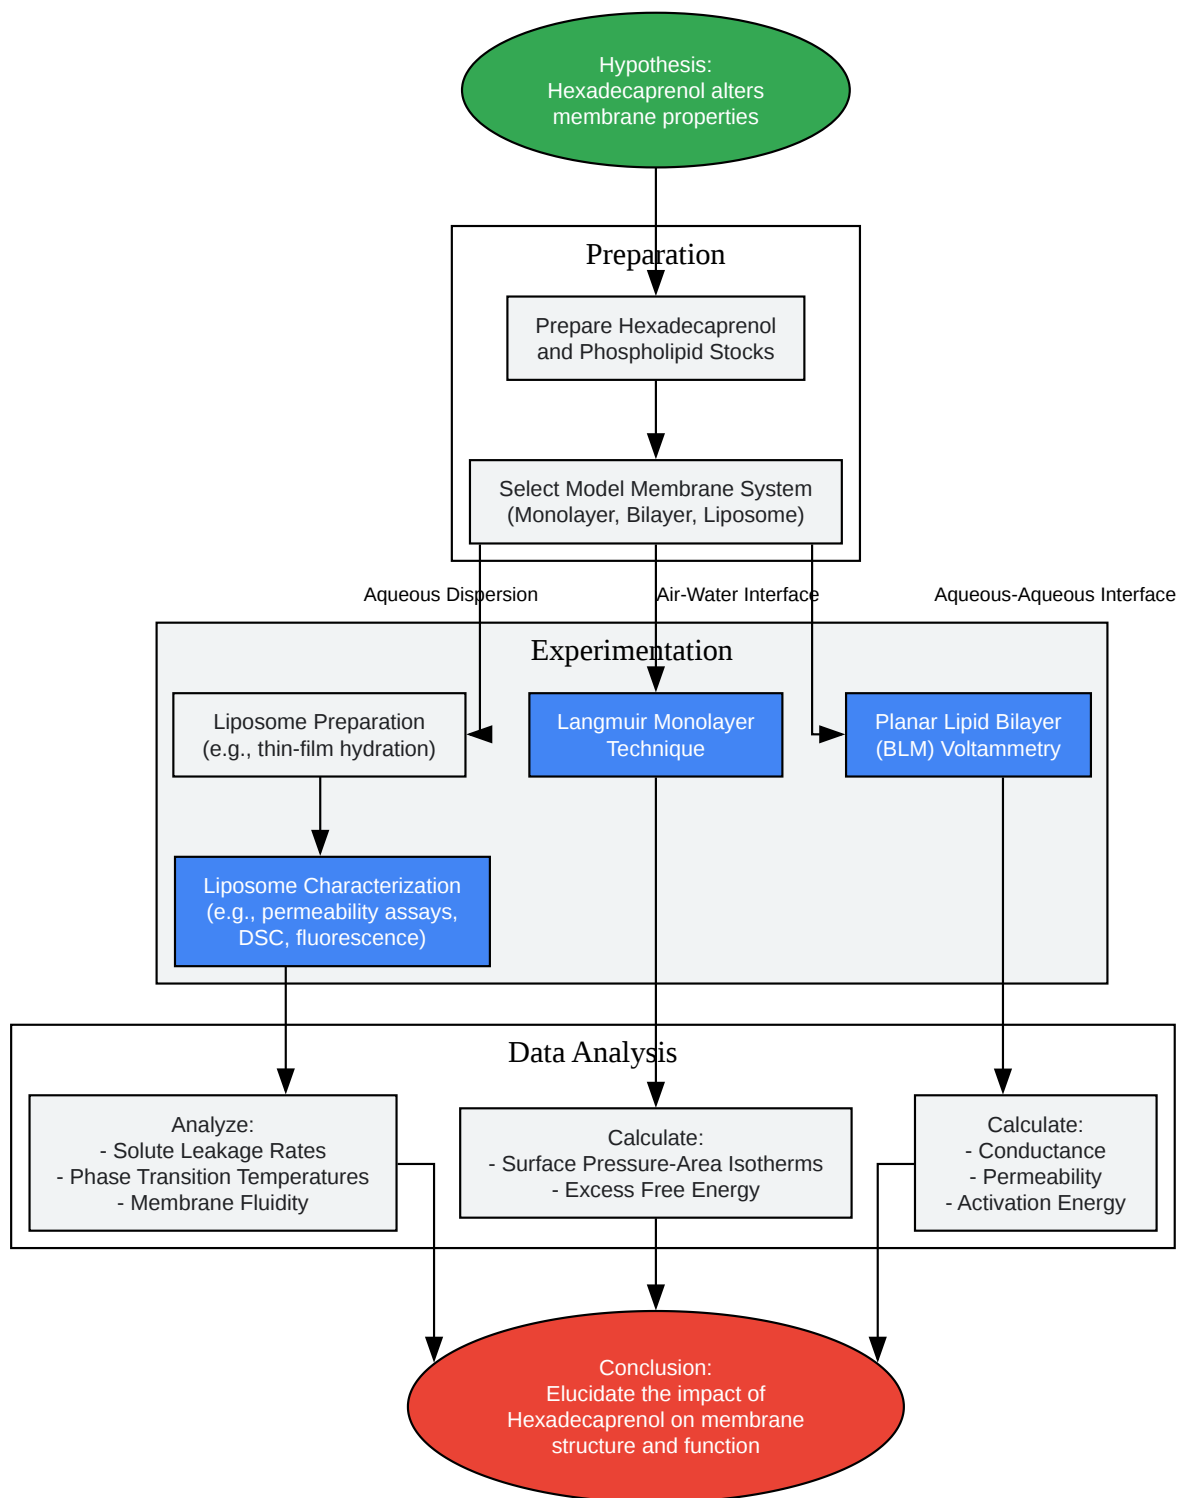 Hypothesis:
Hexadecaprenol alters
membrane properties
Preparation
Prepare Hexadecaprenol
and Phospholipid Stocks
Select Model Membrane System
(Monolayer, Bilayer, Liposome)
Aqueous Dispersion
Air-Water Interface
Aqueous-Aqueous Interface
Experimentation
Liposome Preparation
(e.g., thin-film hydration)
Langmuir Monolayer
Technique
Planar Lipid Bilayer
(BLM) Voltammetry
Liposome Characterization
(e.g., permeability assays,
DSC, fluorescence)
Data Analysis
Analyze:
- Solute Leakage Rates
- Phase Transition Temperatures
- Membrane Fluidity
Calculate:
- Surface Pressure-Area Isotherms
- Excess Free Energy
Calculate:
- Conductance
- Permeability
- Activation Energy
Conclusion:
Elucidate the impact of
Hexadecaprenol on membrane
structure and function